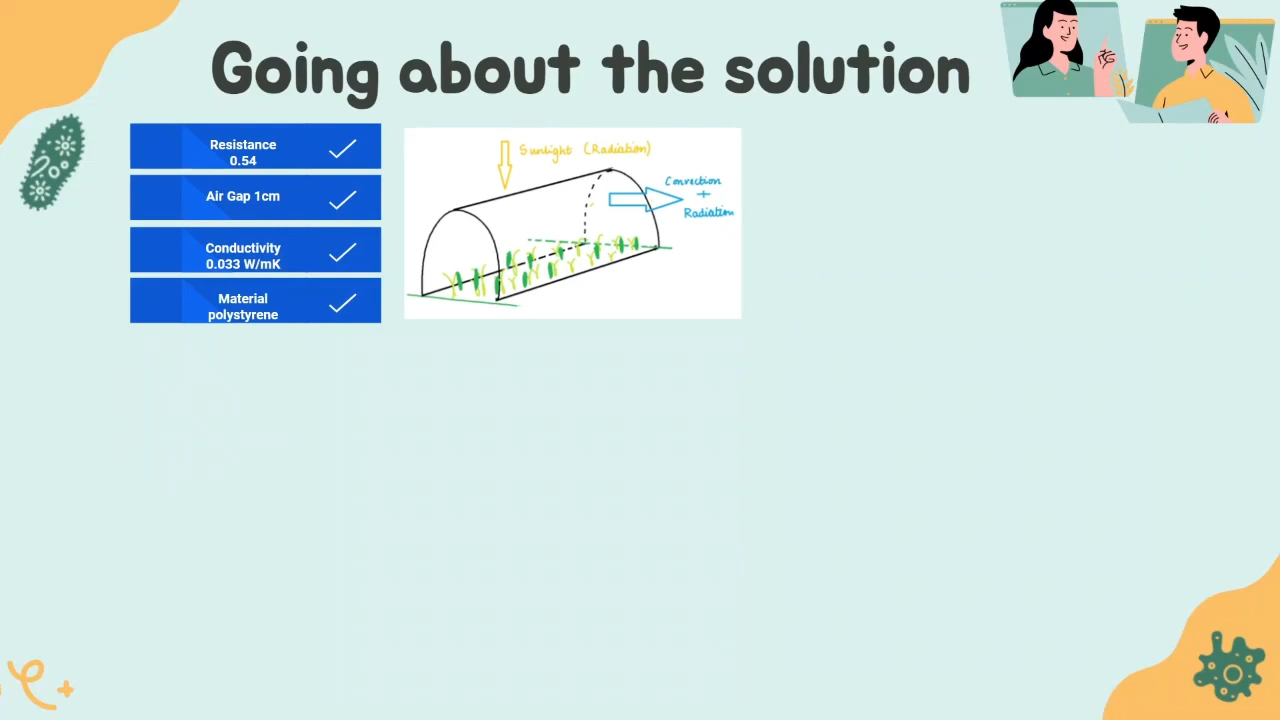 Going about the solution
Resistance
0.54
Air Gap 1cm
Conductivity
0.033 W/mK
Material
polystyrene
Sunlight (Radiation)
Convection
+
Radiation